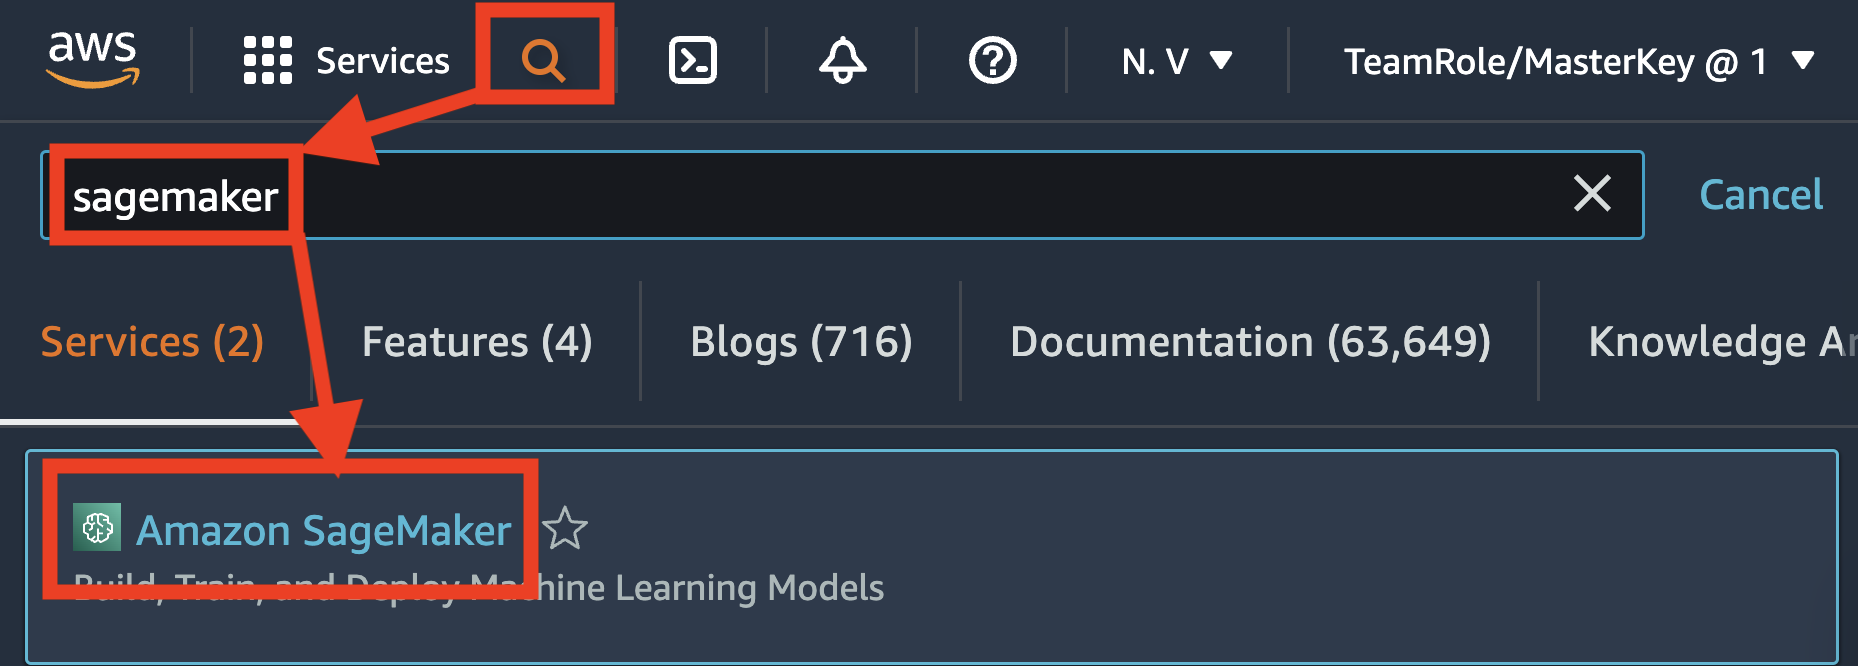 aws Services N. V TeamRole/MasterKey @ 1
sagemaker Cancel
Services (2) Features (4) Blogs (716) Documentation (63,649) Knowledge
Amazon SageMaker
Build, Train, and Deploy Machine Learning Models